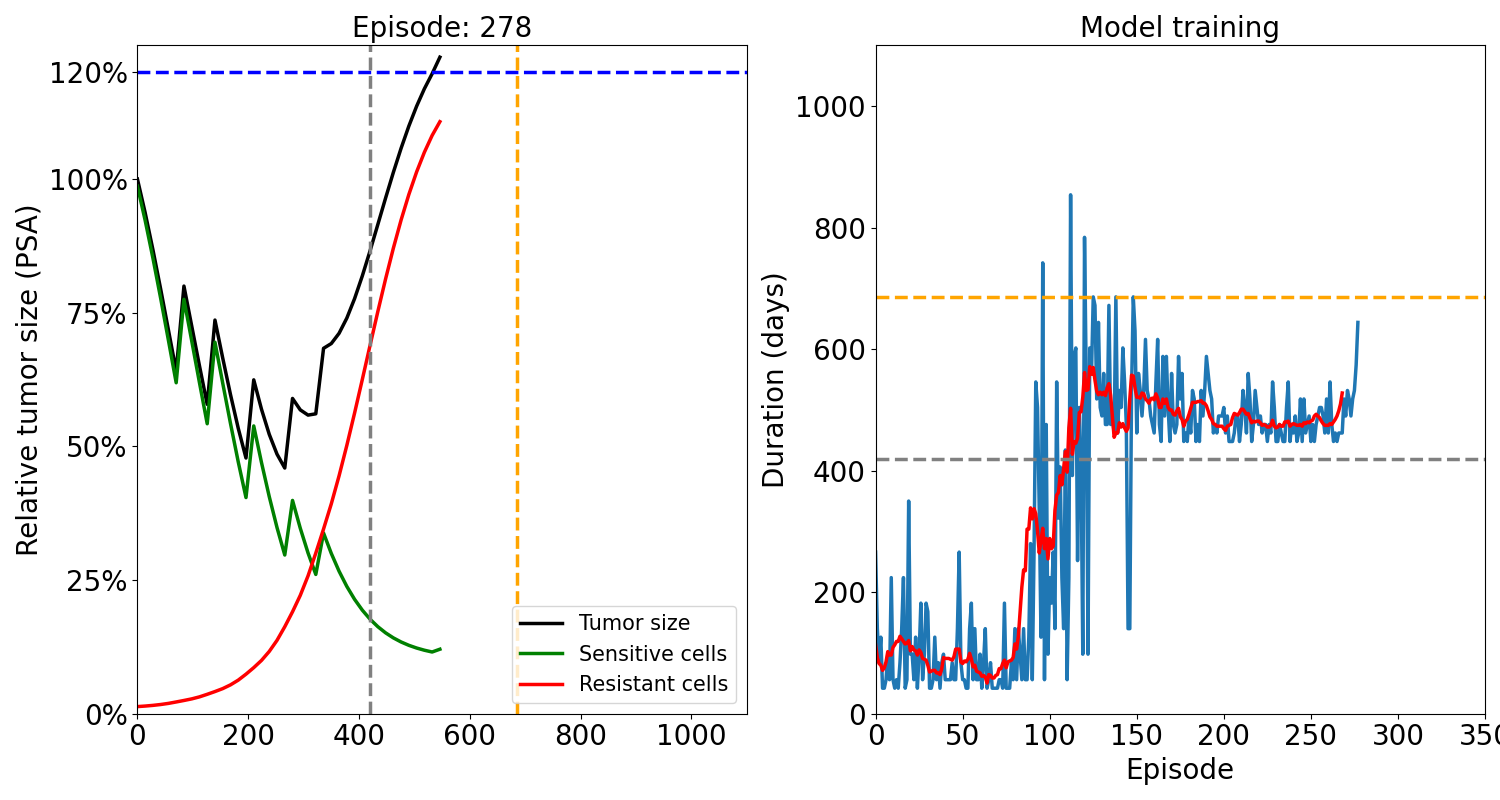 Episode: 278
Relative tumor size (PSA)
120%
100%
75%
50%
25%
0%
0 200 400 600 800 1000
Tumor size
Sensitive cells
Resistant cells
Model training
Duration (days)
1000
800
600
400
200
0
0 50 100 150 200 250 300 350
Episode